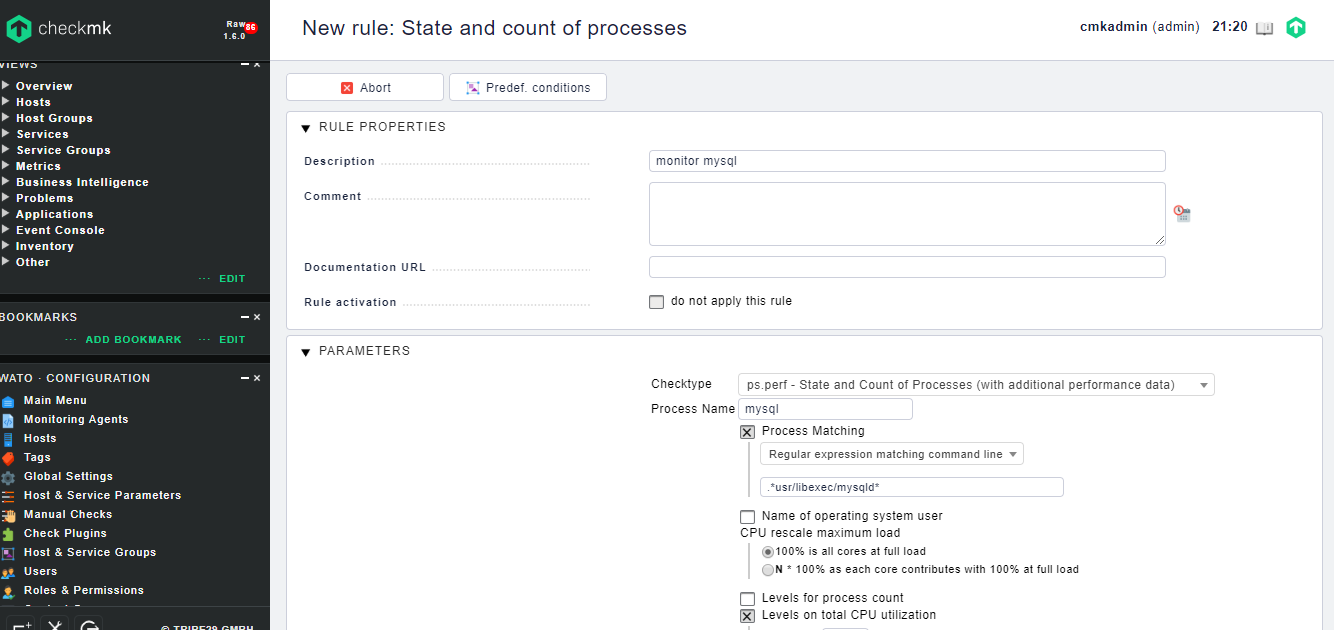 checkmk
Raw 86
1.6.0
VIEWS
Overview
Hosts
Host Groups
Services
Service Groups
Metrics
Business Intelligence
Problems
Applications
Event Console
Inventory
Other
EDIT
BOOKMARKS
ADD BOOKMARK EDIT
WATO · CONFIGURATION
Main Menu
Monitoring Agents
Hosts
Tags
Global Settings
Host & Service Parameters
Manual Checks
Check Plugins
Host & Service Groups
Users
Roles & Permissions
© TRIBE29 GMBH
New rule: State and count of processes
cmkadmin (admin) 21:20
Abort
Predef. conditions
RULE PROPERTIES
Description
monitor mysql
Comment
Documentation URL
Rule activation
do not apply this rule
PARAMETERS
Checktype
ps.perf - State and Count of Processes (with additional performance data)
Process Name
mysql
Process Matching
Regular expression matching command line
.*usr/libexec/mysqld*
Name of operating system user
CPU rescale maximum load
100% is all cores at full load
N * 100% as each core contributes with 100% at full load
Levels for process count
Levels on total CPU utilization